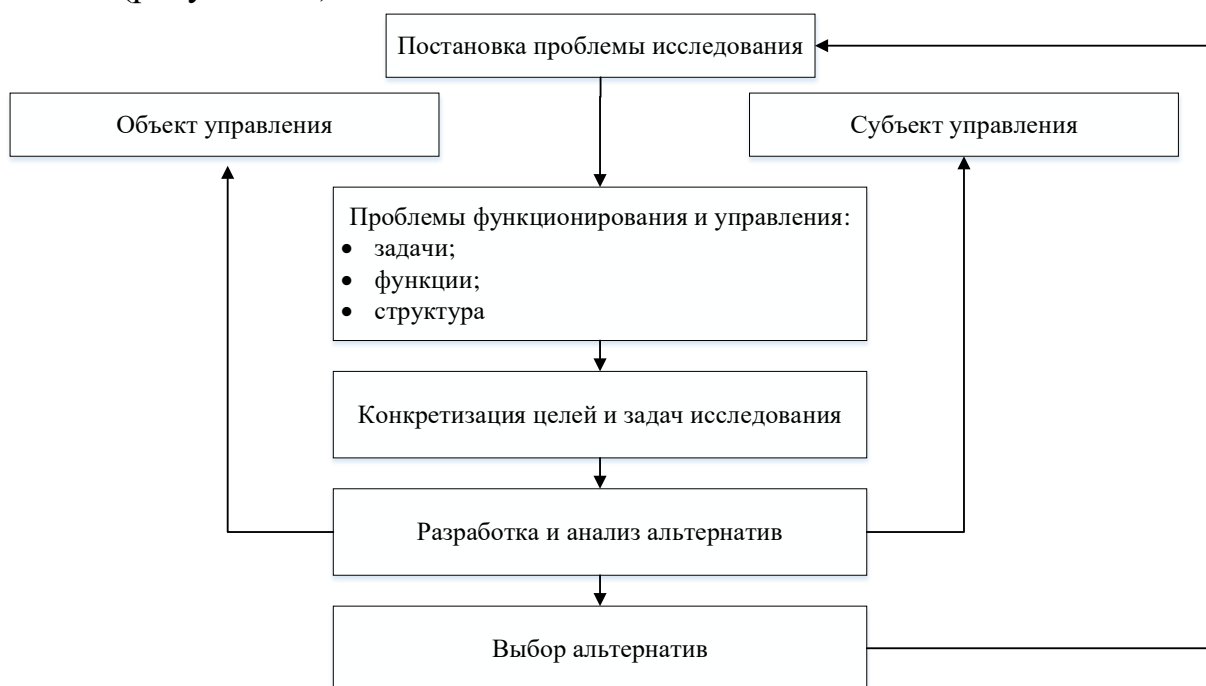 Постановка проблемы исследования
Объект управления
Субъект управления
Проблемы функционирования и управления:
• задачи;
• функции;
• структура
Конкретизация целей и задач исследования
Разработка и анализ альтернатив
Выбор альтернатив